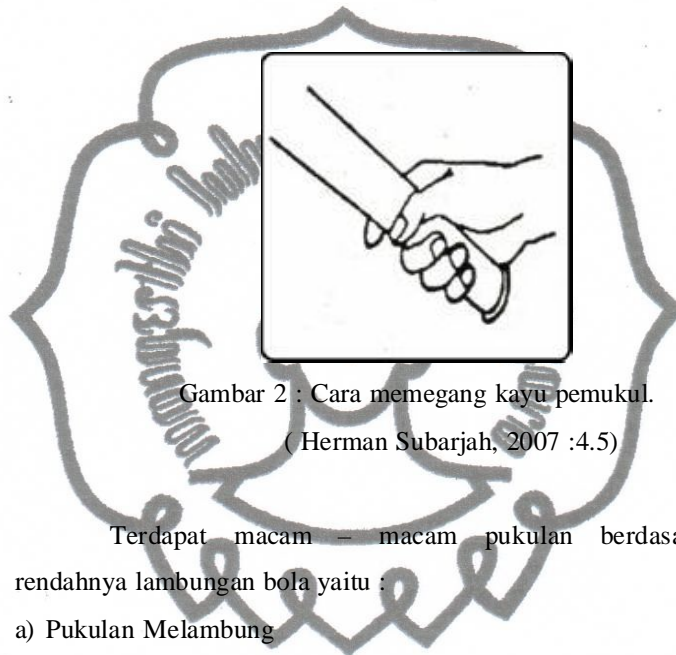 Gambar 2 : Cara memegang kayu pemukul.
( Herman Subarjah, 2007 :4.5)
Terdapat macam – macam pukulan
rendahnya lambungan bola yaitu :
a) Pukulan Melambung